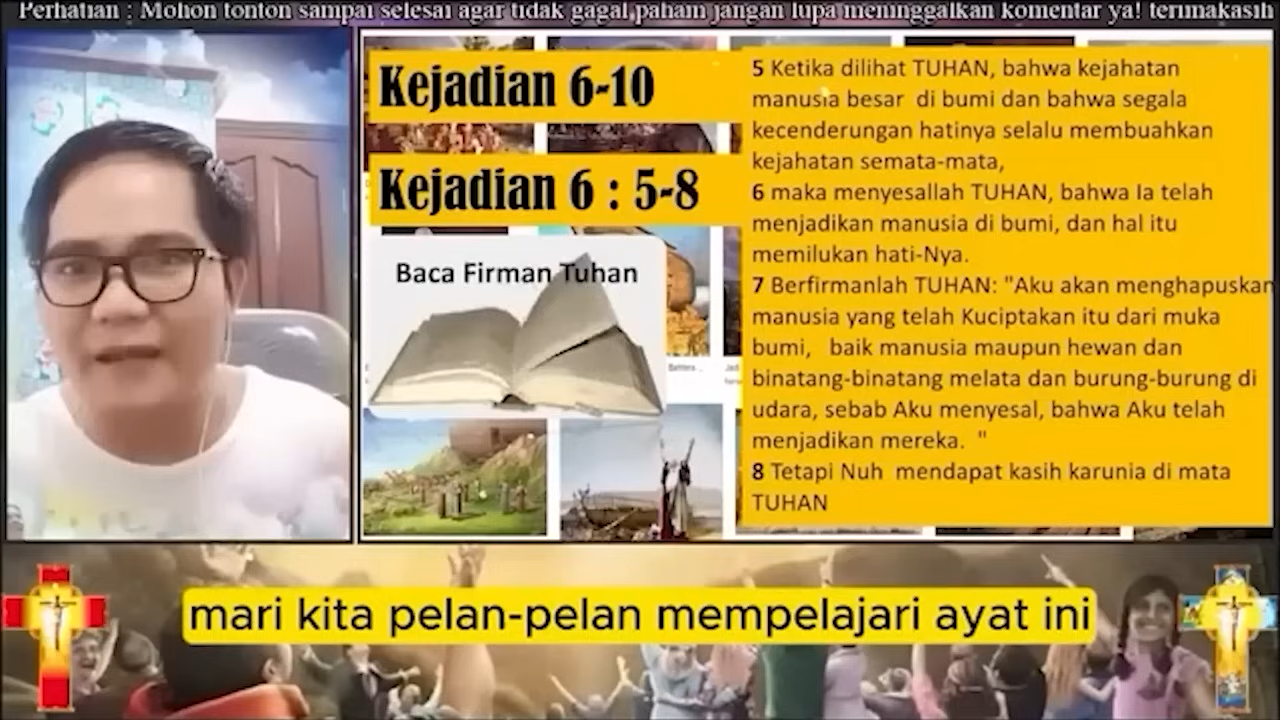 Perhatian : Mohon tonton sampai selesai agar tidak gagal paham jangan lupa meninggalkan komentar ya! terimakasih
Kejadian 6-10
Kejadian 6 : 5-8
Baca Firman Tuhan
5 Ketika dilihat TUHAN, bahwa kejahatan
manusia besar di bumi dan bahwa segala
kecenderungan hatinya selalu membuahkan
kejahatan semata-mata,
6 maka menyesallah TUHAN, bahwa Ia telah
menjadikan manusia di bumi, dan hal itu
memilukan hati-Nya.
7 Berfirmanlah TUHAN: "Aku akan menghapuskan
manusia yang telah Kuciptakan itu dari muka
bumi, baik manusia maupun hewan dan
binatang-binatang melata dan burung-burung di
udara, sebab Aku menyesal, bahwa Aku telah
menjadikan mereka. "
8 Tetapi Nuh mendapat kasih karunia di mata
TUHAN
mari kita pelan-pelan mempelajari ayat ini